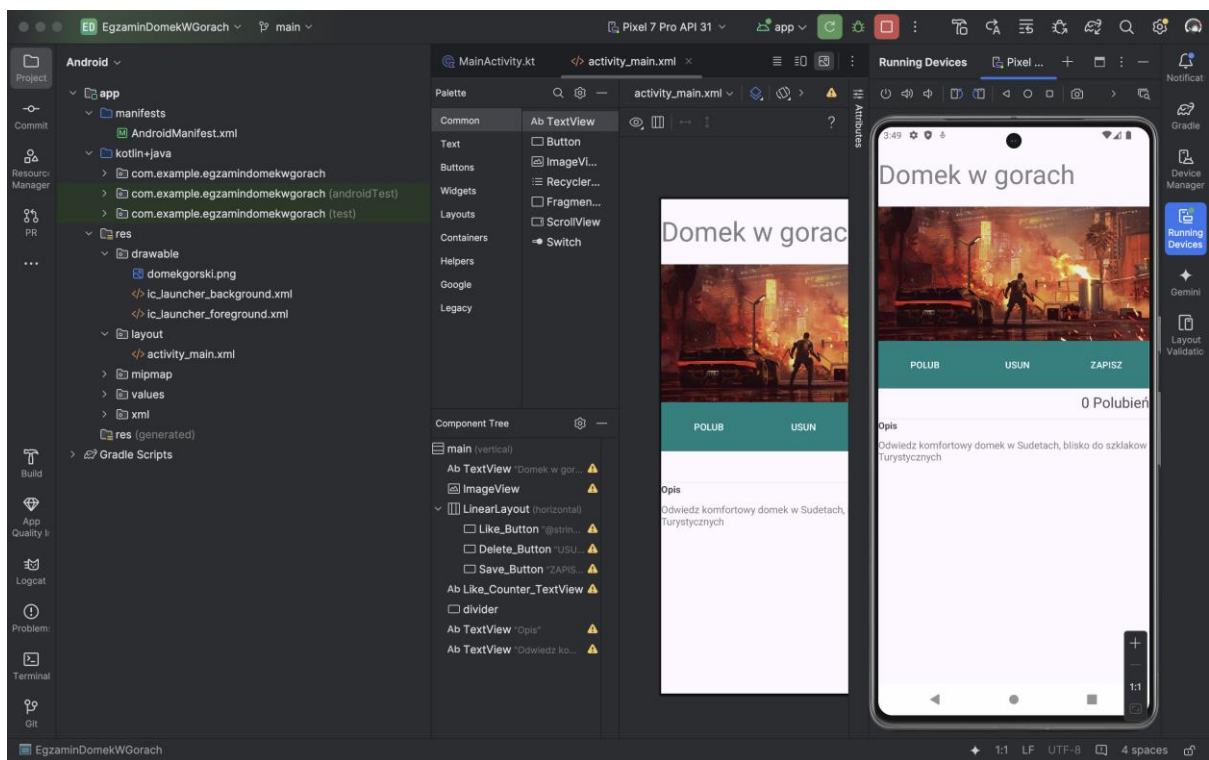 ED EgzaminDomekWGorach main Pixel 7 Pro API 31 app
Project
Commit
Resource
Manager
PR
Build
App
Quality
Logcat
Problem:
Terminal
Git
Android
app
manifests
AndroidManifest.xml
kotlin+java
com.example.egzamindomekwgorach
com.example.egzamindomekwgorach (androidTest)
com.example.egzamindomekwgorach (test)
res
drawable
domekgorski.png
ic_launcher_background.xml
ic_launcher_foreground.xml
layout
activity_main.xml
mipmap
values
xml
res (generated)
Gradle Scripts
MainActivity.kt activity_main.xml
Palette
Common
Text
Buttons
Widgets
Layouts
Containers
Helpers
Google
Legacy
Ab TextView
Button
ImageVi...
Recycler...
Fragmen...
ScrollView
Switch
Component Tree
main (vertical)
Ab TextView "Domek w gor...
ImageView
LinearLayout (horizontal)
Like_Button "@strin...
Delete_Button "USU...
Save_Button "ZAPIS...
Ab Like_Counter_TextView
divider
Ab TextView "Opis"
Ab TextView "Odwiedz ko...
activity_main.xml
?
Attributes
Domek w gorac
POLUB USUN
Opis
Odwiedz komfortowy domek w Sudetach,
Turystycznych
Running Devices Pixel ...
3:49
Domek w gorach
POLUB USUN ZAPISZ
0 Polubień
Opis
Odwiedz komfortowy domek w Sudetach, blisko do szklakow
Turystycznych
1:1
Notificat
Gradle
Device
Manager
Running
Devices
Gemini
Layout
Validatio
EgzaminDomekWGorach 1:1 LF UTF-8 4 spaces